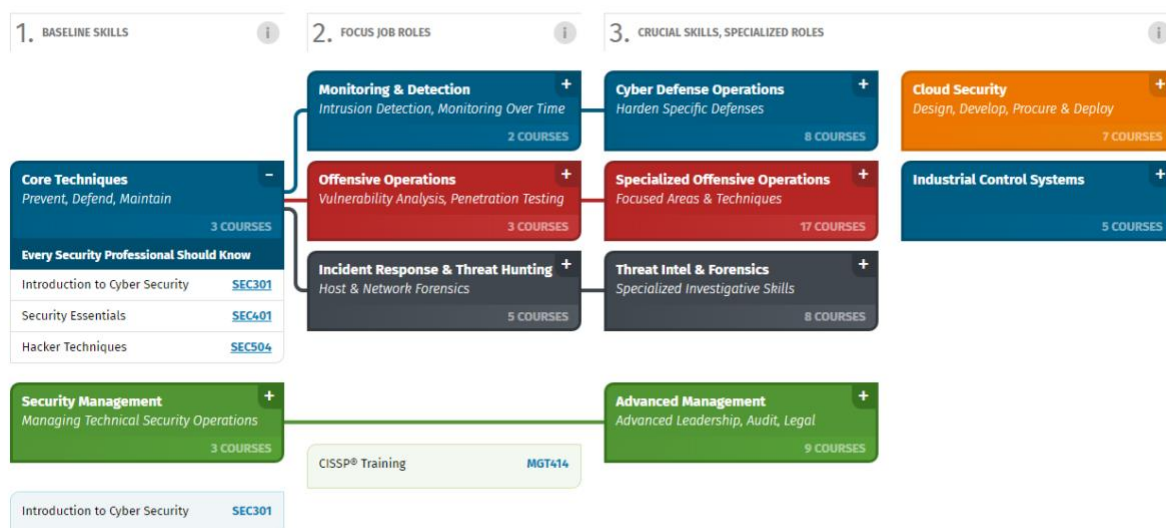 1. BASELINE SKILLS
i
2. FOCUS JOB ROLES
i
3. CRUCIAL SKILLS, SPECIALIZED ROLES
i
Core Techniques
-
Prevent, Defend, Maintain
3 COURSES
Every Security Professional Should Know
Introduction to Cyber Security SEC301
Security Essentials SEC401
Hacker Techniques SEC504
Security Management
+
Managing Technical Security Operations
3 COURSES
Introduction to Cyber Security SEC301
Monitoring & Detection
+
Intrusion Detection, Monitoring Over Time
2 COURSES
Offensive Operations
+
Vulnerability Analysis, Penetration Testing
3 COURSES
Incident Response & Threat Hunting
+
Host & Network Forensics
5 COURSES
CISSP® Training MGT414
Cyber Defense Operations
+
Harden Specific Defenses
8 COURSES
Specialized Offensive Operations
+
Focused Areas & Techniques
17 COURSES
Threat Intel & Forensics
+
Specialized Investigative Skills
8 COURSES
Advanced Management
+
Advanced Leadership, Audit, Legal
9 COURSES
Cloud Security
+
Design, Develop, Procure & Deploy
7 COURSES
Industrial Control Systems
+
5 COURSES